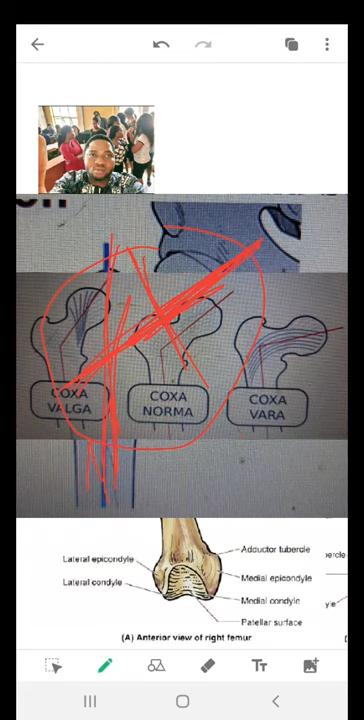 COXA
VALGA
COXA
NORMA
COXA
VARA
Lateral epicondyle
Lateral condyle
Adductor tubercle
Medial epicondyle
Medial condyle
Patellar surface
(A) Anterior view of right femur
Tt